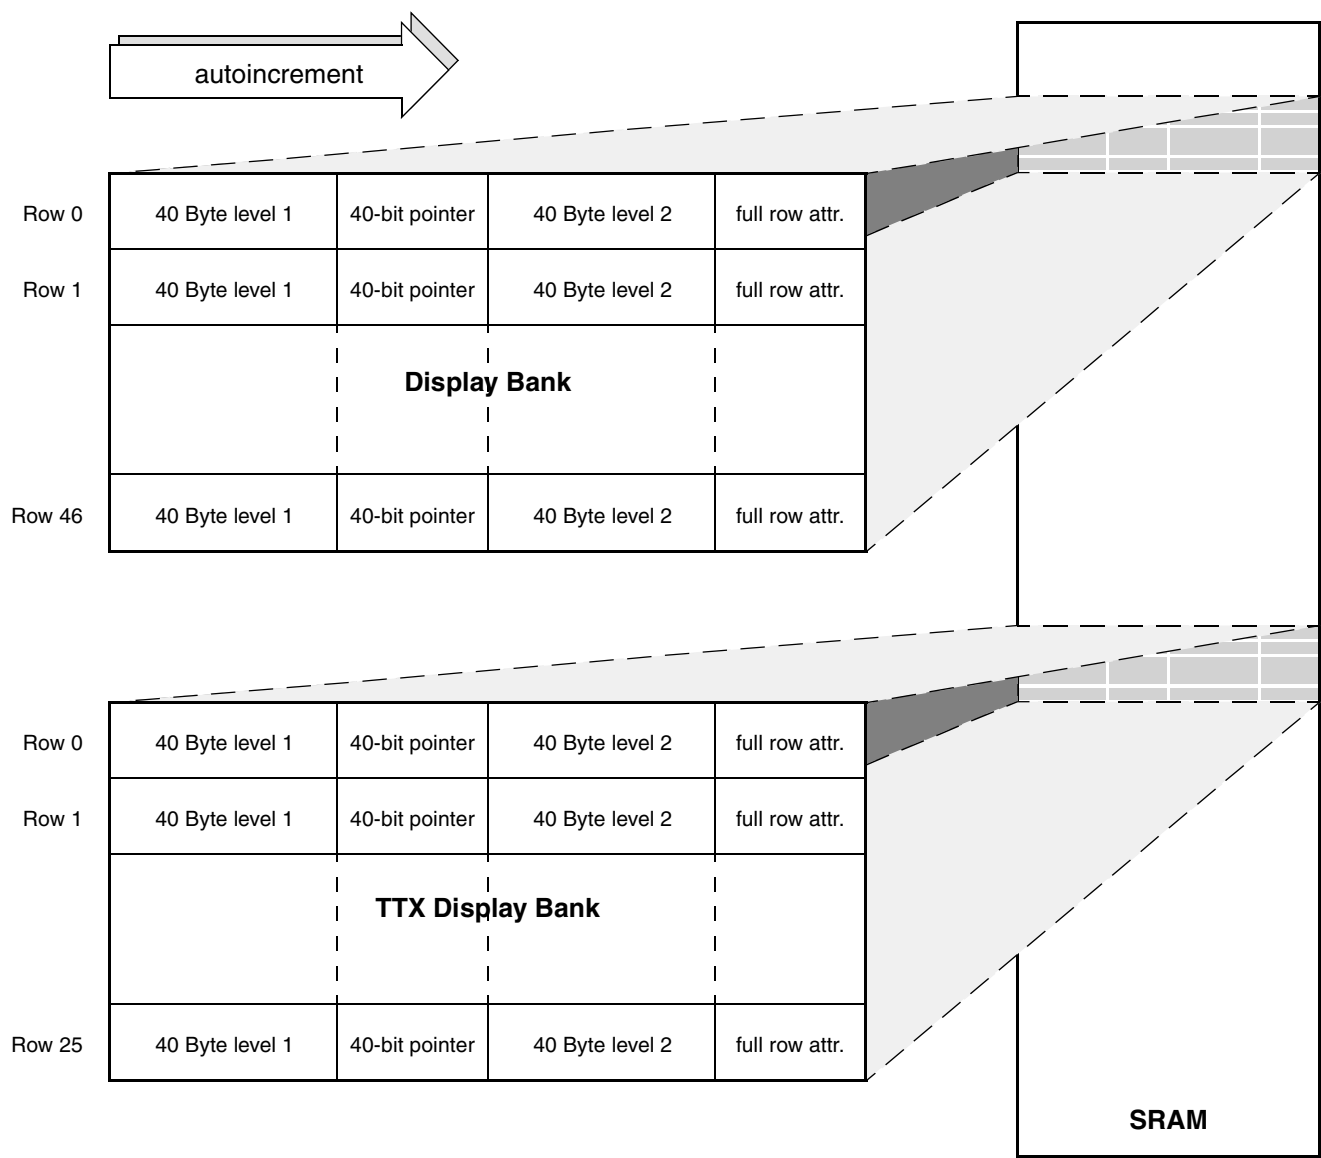 autoincrement
Row 0 40 Byte level 1 40-bit pointer 40 Byte level 2 full row attr.
Row 1 40 Byte level 1 40-bit pointer 40 Byte level 2 full row attr.
Display Bank
Row 46 40 Byte level 1 40-bit pointer 40 Byte level 2 full row attr.
Row 0 40 Byte level 1 40-bit pointer 40 Byte level 2 full row attr.
Row 1 40 Byte level 1 40-bit pointer 40 Byte level 2 full row attr.
TTX Display Bank
Row 25 40 Byte level 1 40-bit pointer 40 Byte level 2 full row attr.
SRAM